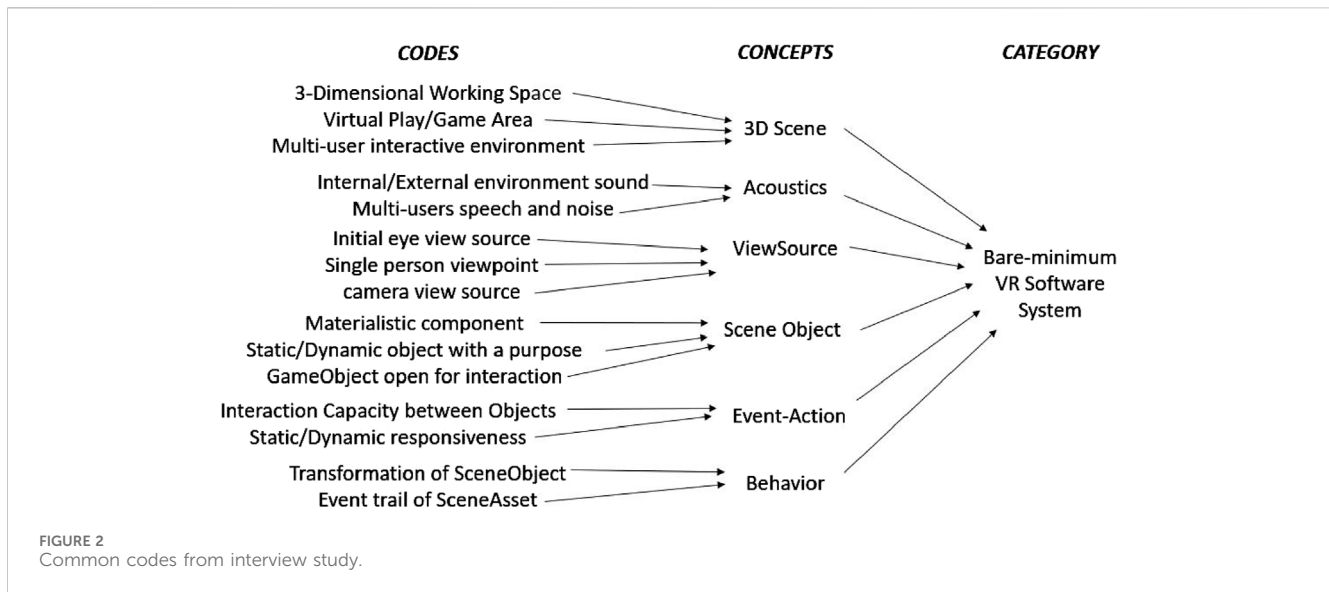 CODES CONCEPTS CATEGORY
3-Dimensional Working Space
Virtual Play/Game Area
Multi-user interactive environment
3D Scene
Internal/External environment sound
Multi-users speech and noise
Acoustics
Initial eye view source
Single person viewpoint
camera view source
ViewSource
Materialistic component
Static/Dynamic object with a purpose
GameObject open for interaction
Scene Object
Interaction Capacity between Objects
Static/Dynamic responsiveness
Event-Action
Transformation of SceneObject
Event trail of SceneAsset
Behavior
Bare-minimum
VR Software
System
FIGURE 2
Common codes from interview study.